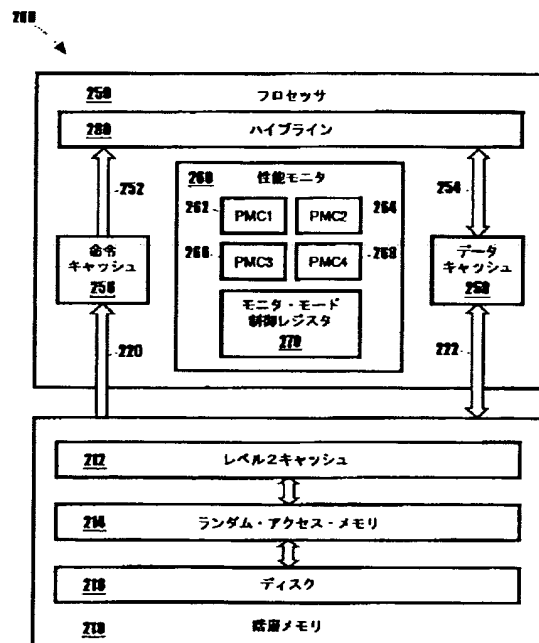 200
250 プロセッサ
280 パイプライン
252
260 性能モニタ
254
262 PMC1 PMC2 264
266 PMC3 PMC4 268
命令
キャッシュ
256
データ
キャッシュ
258
モニタ・モード
制御レジスタ
270
220
222
212 レベル2キャッシュ
214 ランダム・アクセス・メモリ
216 ディスク
210 階層メモリ